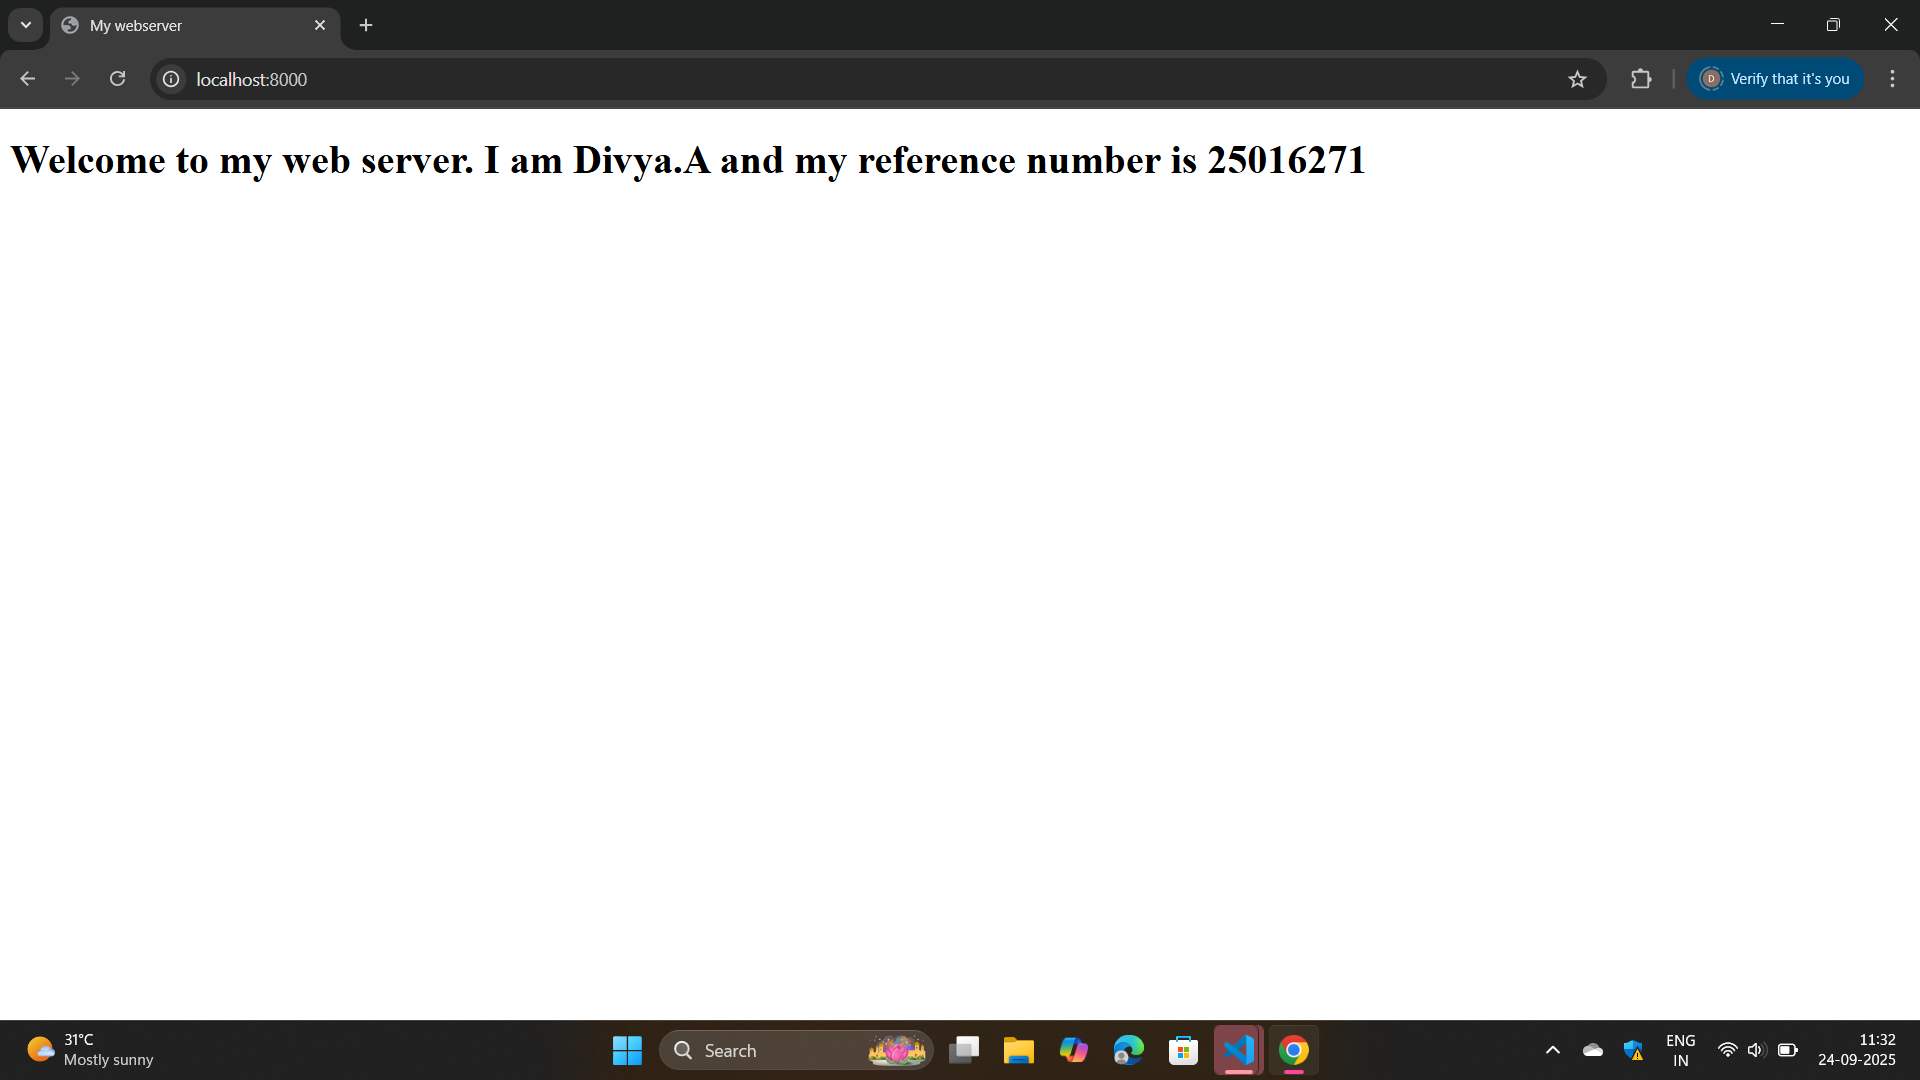 My webserver
localhost:8000
D
Verify that it's you
Welcome to my web server. I am Divya.A and my reference number is 25016271
31°C
Mostly sunny
Search
ENG
IN
11:32
24-09-2025